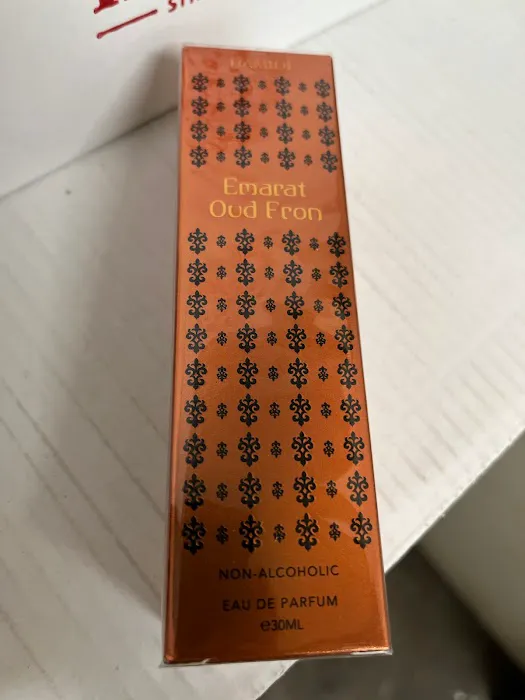 Emarat
Oud Fron
NON-ALCOHOLIC
EAU DE PARFUM
℮30ML